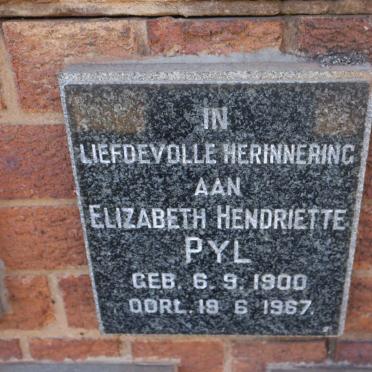 IN
LIEFDEVOLLE HERINNERING
AAN
ELIZABETH HENDRIETTE
PYL
GEB. 6. 9. 1900
OORL. 19 6 1967.